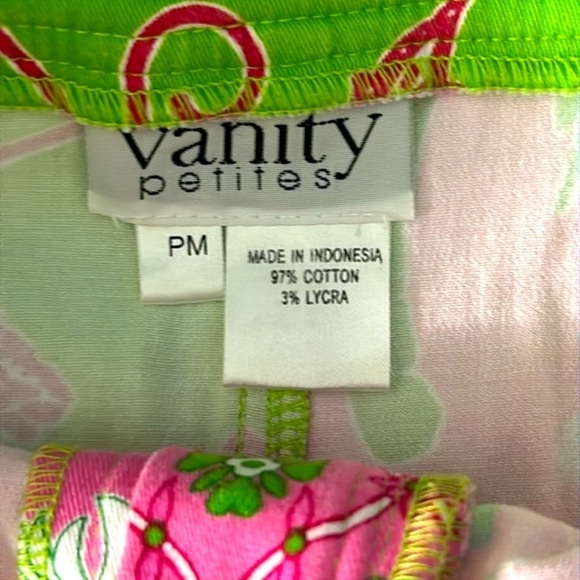 vanity
petites
PM
MADE IN INDONESIA
97% COTTON
3% LYCRA